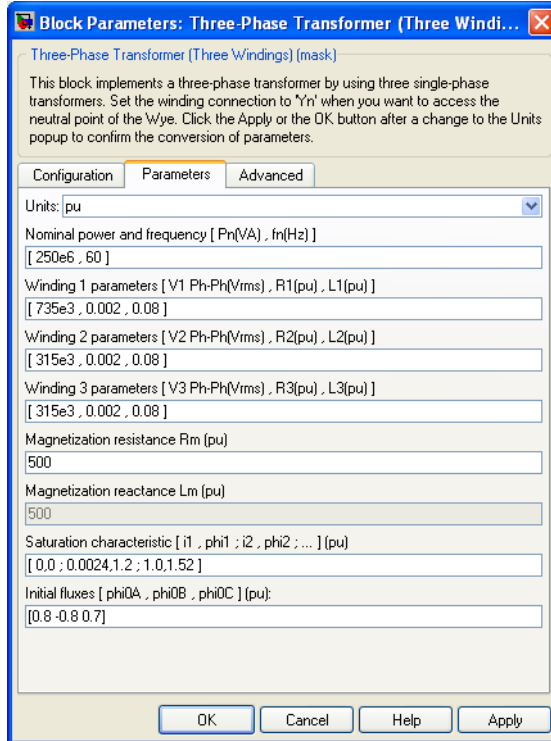 Block Parameters: Three-Phase Transformer (Three Windi...
Three-Phase Transformer (Three Windings) (mask)
This block implements a three-phase transformer by using three single-phase
transformers. Set the winding connection to 'Yn' when you want to access the
neutral point of the Wye. Click the Apply or the OK button after a change to the Units
popup to confirm the conversion of parameters.
Configuration Parameters Advanced
Units: pu
Nominal power and frequency [ Pn(VA) , fn(Hz) ]
[ 250e6 , 60 ]
Winding 1 parameters [ V1 Ph-Ph(Vrms) , R1(pu) , L1(pu) ]
[ 735e3 , 0.002 , 0.08 ]
Winding 2 parameters [ V2 Ph-Ph(Vrms) , R2(pu) , L2(pu) ]
[ 315e3 , 0.002 , 0.08 ]
Winding 3 parameters [ V3 Ph-Ph(Vrms) , R3(pu) , L3(pu) ]
[ 315e3 , 0.002 , 0.08 ]
Magnetization resistance Rm (pu)
500
Magnetization reactance Lm (pu)
500
Saturation characteristic [ i1 , phi1 ; i2 , phi2 ; ... ] (pu)
[ 0,0 ; 0.0024,1.2 ; 1.0,1.52 ]
Initial fluxes [ phi0A , phi0B , phi0C ] (pu):
[0.8 -0.8 0.7]
OK Cancel Help Apply